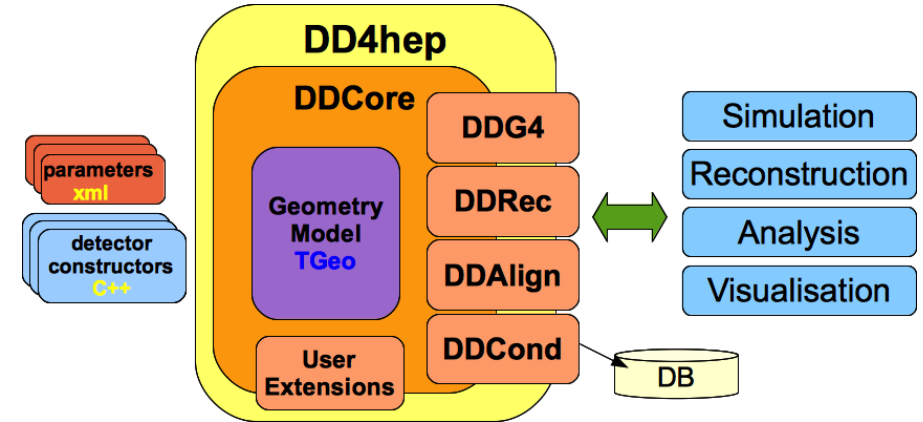 DD4hep
DDCore
parameters
xml
detector
constructors
C++
Geometry
Model
TGeo
User
Extensions
DDG4
DDRec
DDAlign
DDCond
Simulation
Reconstruction
Analysis
Visualisation
DB